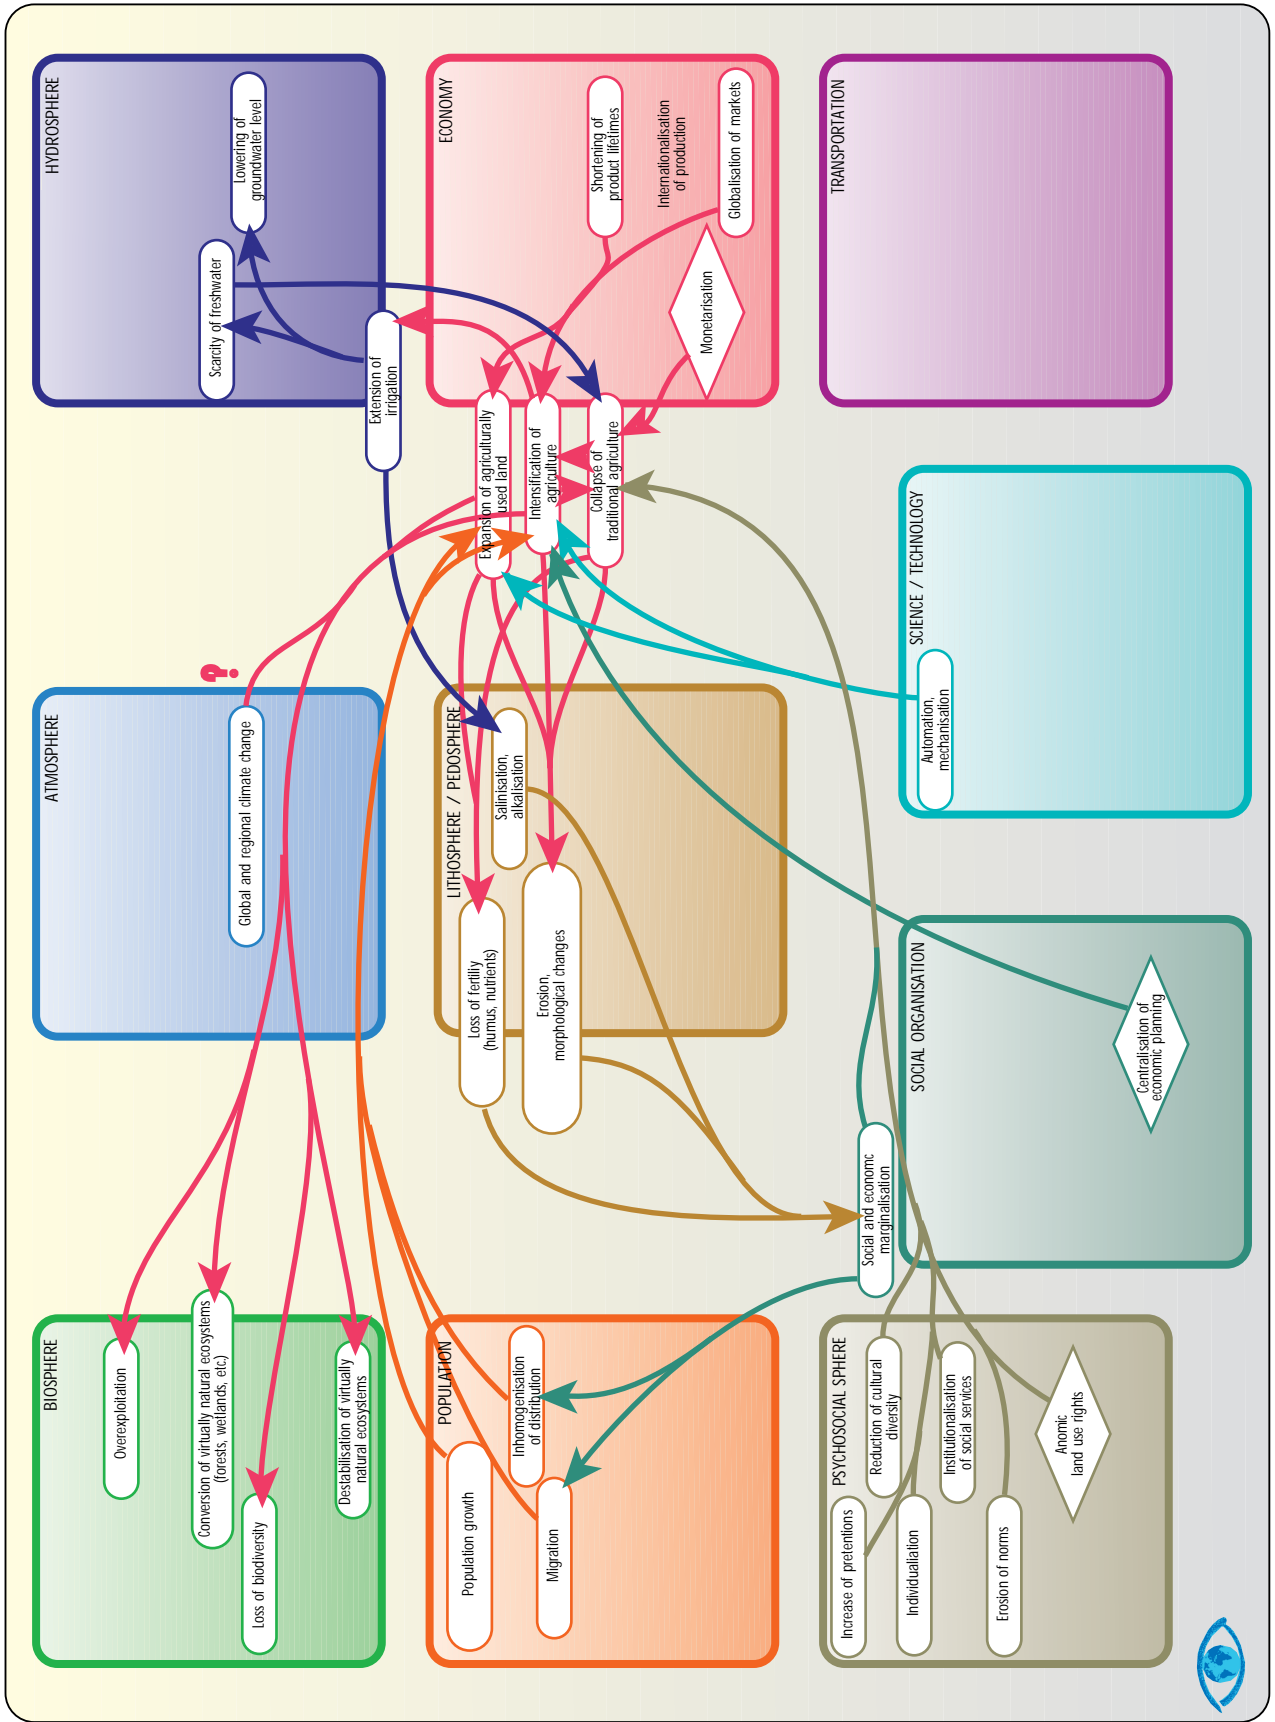 BIOSPHERE
Overexploitation
Conversion of virtually natural ecosystems
(forests, wetlands, etc)
Loss of biodiversity
Destabilisation of virtually
natural ecosystems
ATMOSPHERE
Global and regional climate change
?!
HYDROSPHERE
Scarcity of freshwater
Lowering of
groundwater level
Extension of
irrigation
POPULATION
Population growth
Inhomogenisation
of distribution
Migration
LITHOSPHERE / PEDOSPHERE
Loss of fertiliy
(humus, nutrients)
Salinisation,
alkalisation
Erosion,
morphological changes
ECONOMY
Expansion of agriculturally
used land
Intensification of
agriculture
Collapse of
traditional agriculture
Shortening of
product lifetimes
Internationalisation
of production
Monetarisation
Globalisation of markets
PSYCHOSOCIAL SPHERE
Increase of pretentions
Reduction of cultural
diversity
Individualiation
Institutionalisation
of social services
Erosion of norms
Anomic
land use rights
Social and economc
marginalisation
SOCIAL ORGANISATION
Centralisation of
economic planning
SCIENCE / TECHNOLOGY
Automation,
mechanisation
TRANSPORTATION